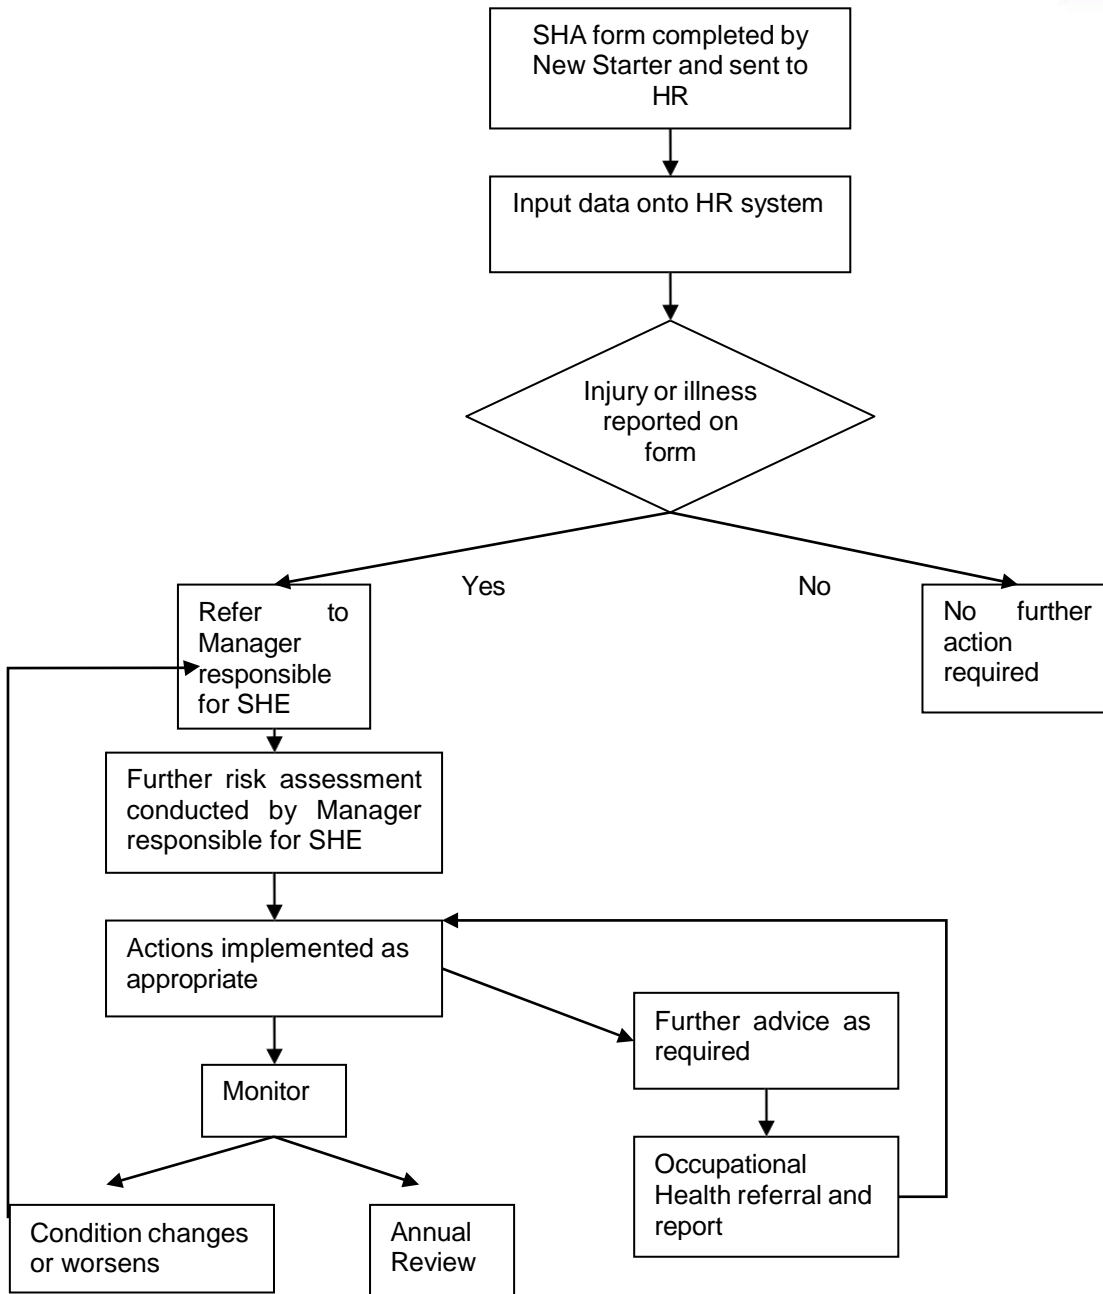 SHA form completed by
New Starter and sent to
HR
Input data onto HR system
Injury or illness
reported on
form
Yes
No
Refer to
Manager
responsible
for SHE
No further
action
required
Further risk assessment
conducted by Manager
responsible for SHE
Actions implemented as
appropriate
Further advice as
required
Monitor
Occupational
Health referral and
report
Condition changes
or worsens
Annual
Review